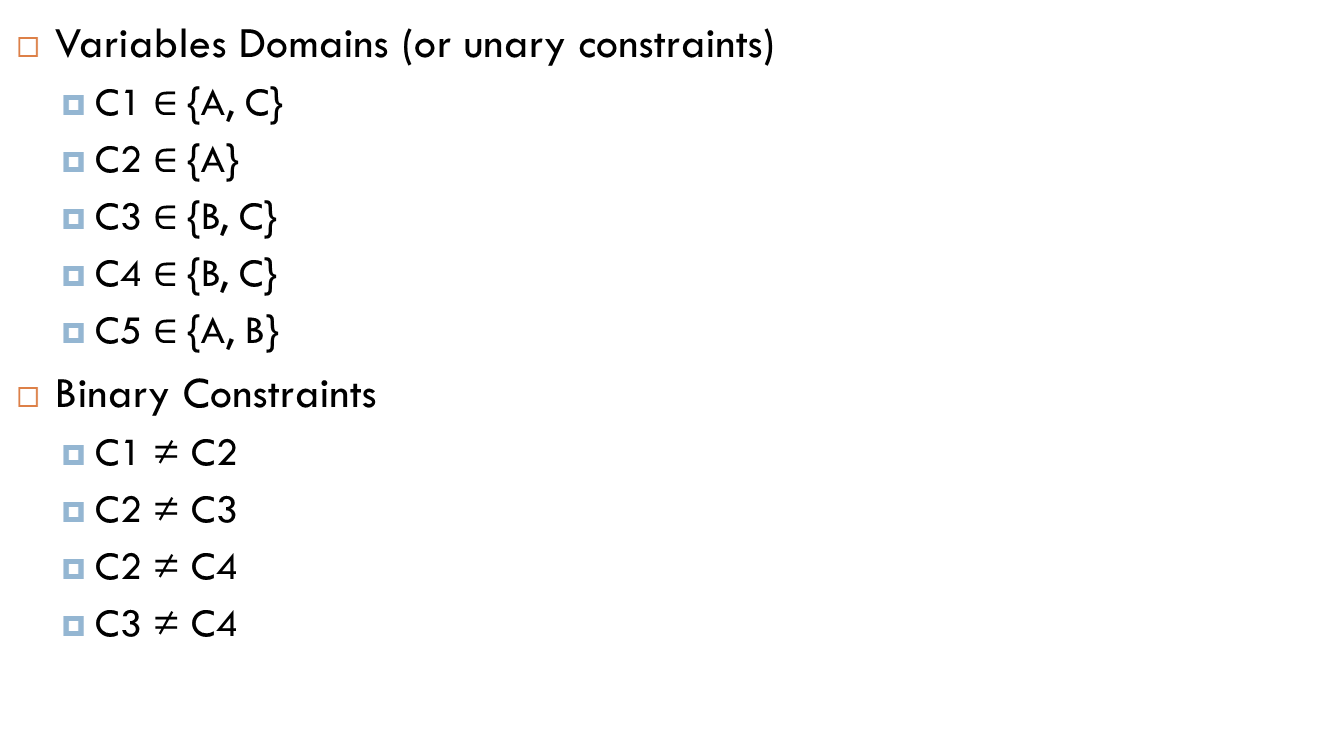 Variables Domains (or unary constraints)
C1 ∈ {A, C}
C2 ∈ {A}
C3 ∈ {B, C}
C4 ∈ {B, C}
C5 ∈ {A, B}
Binary Constraints
C1 ≠ C2
C2 ≠ C3
C2 ≠ C4
C3 ≠ C4